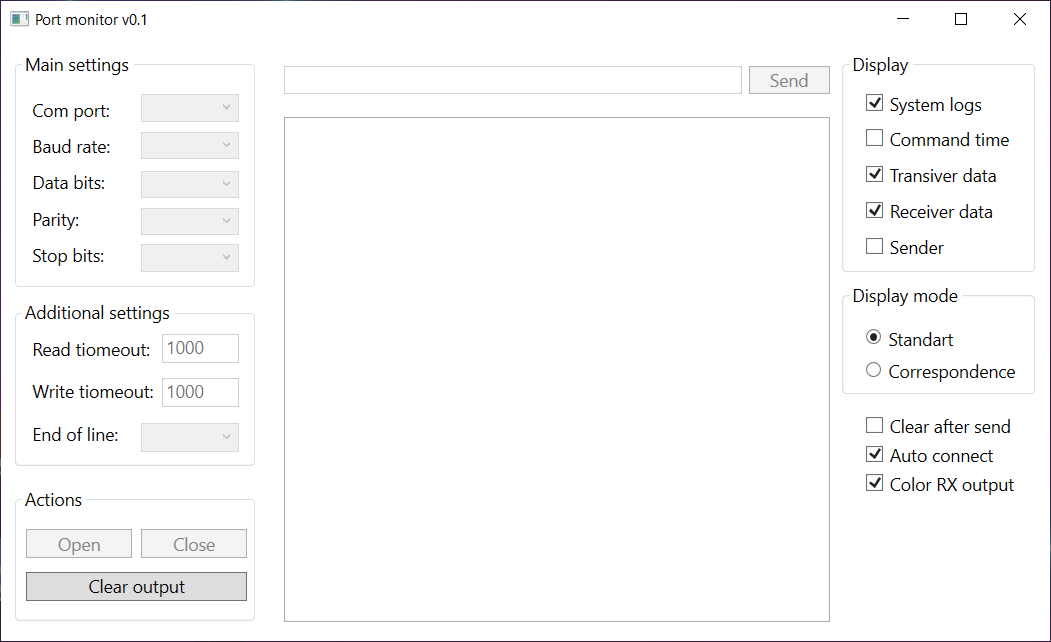 Port monitor v0.1
Main settings
Com port:
Baud rate:
Data bits:
Parity:
Stop bits:
Additional settings
Read tiomeout: 1000
Write tiomeout: 1000
End of line:
Actions
Open Close
Clear output
Send
Display
System logs
Command time
Transiver data
Receiver data
Sender
Display mode
Standart
Correspondence
Clear after send
Auto connect
Color RX output